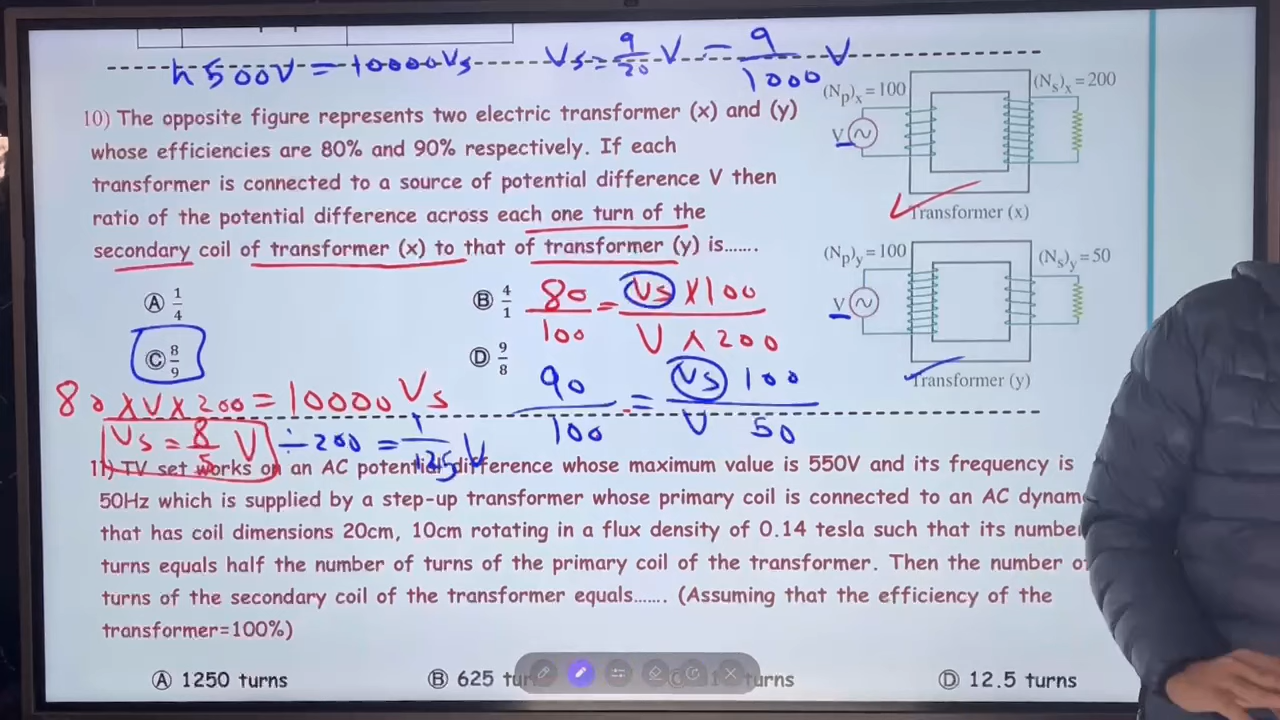 h500V = 10000Vs Vs = 9/20 V = 9/1000 V
10) The opposite figure represents two electric transformer (x) and (y)
whose efficiencies are 80% and 90% respectively. If each
transformer is connected to a source of potential difference V then
ratio of the potential difference across each one turn of the
secondary coil of transformer (x) to that of transformer (y) is.......
(Np)x = 100
(Ns)x = 200
V
Transformer (x)
(Np)y = 100
(Ns)y = 50
V
Transformer (y)
A 1/4
B 4/1
C 8/9
D 9/8
80/100 = Vs × 100 / V × 200
90/100 = Vs 100 / V 50
80 × V × 200 = 10000 Vs
Vs = 8/5 V ÷ 200 = 1/125 V
11) TV set works on an AC potential difference whose maximum value is 550V and its frequency is
50Hz which is supplied by a step-up transformer whose primary coil is connected to an AC dynam
that has coil dimensions 20cm, 10cm rotating in a flux density of 0.14 tesla such that its number
turns equals half the number of turns of the primary coil of the transformer. Then the number of
turns of the secondary coil of the transformer equals....... (Assuming that the efficiency of the
transformer=100%)
A 1250 turns
B 625 tur
turns
D 12.5 turns